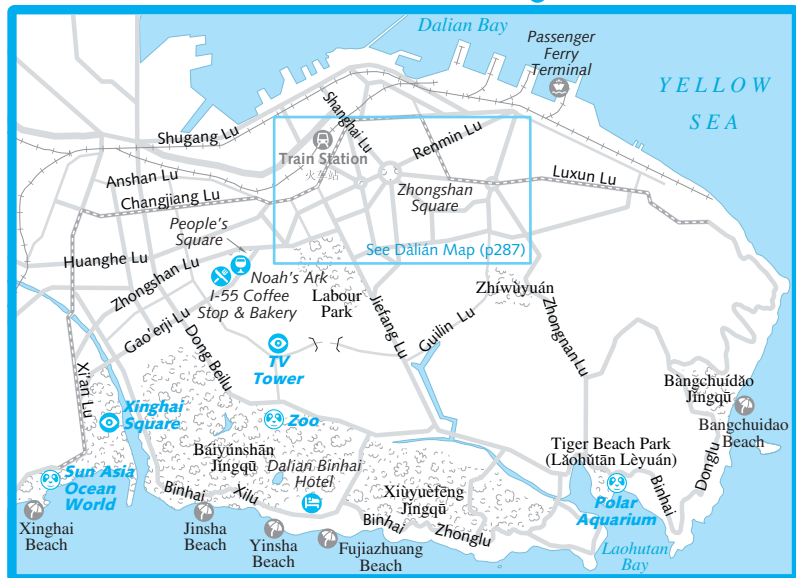 Dalian Bay
Passenger
Ferry
Terminal
YELLOW
SEA
Shugang Lu
Shanghai Lu
Renmin Lu
Train Station
火车站
Anshan Lu
Changjiang Lu
Zhongshan
Square
Luxun Lu
People's
Square
See Dàlián Map (p287)
Huanghe Lu
Zhongshan Lu
Noah's Ark
I-55 Coffee
Stop & Bakery
Labour
Park
Zhíwùyuán
Gao'erji Lu
Jiefang Lu
Guilin Lu
Zhongnan Lu
Dong Beilu
TV
Tower
Xi'an Lu
Bàngchuídǎo
Jǐngqū
Xinghai
Square
Zoo
Bangchuidao
Beach
Baiyúnshān
Jǐngqū
Dalian Binhai
Hotel
Tiger Beach Park
(Lǎohǔtān Lèyuán)
Donglu
Sun Asia
Ocean
World
Binhai
Xilu
Xiùyuèfēng
Jǐngqū
Polar
Aquarium
Binhai
Xinghai
Beach
Jinsha
Beach
Yinsha
Beach
Fujiazhuang Beach
Binhai
Zhonglu
Laohutan
Bay